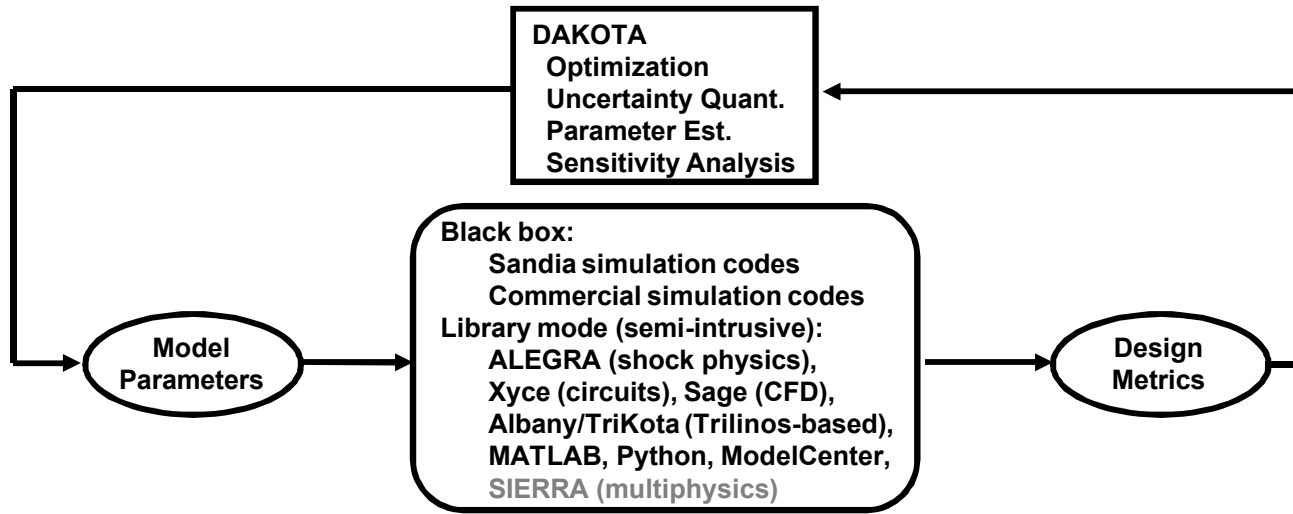 DAKOTA
Optimization
Uncertainty Quant.
Parameter Est.
Sensitivity Analysis
Black box:
Sandia simulation codes
Commercial simulation codes
Library mode (semi-intrusive):
ALEGRA (shock physics),
Xyce (circuits), Sage (CFD),
Albany/TriKota (Trilinos-based),
MATLAB, Python, ModelCenter,
SIERRA (multiphysics)
Model
Parameters
Design
Metrics